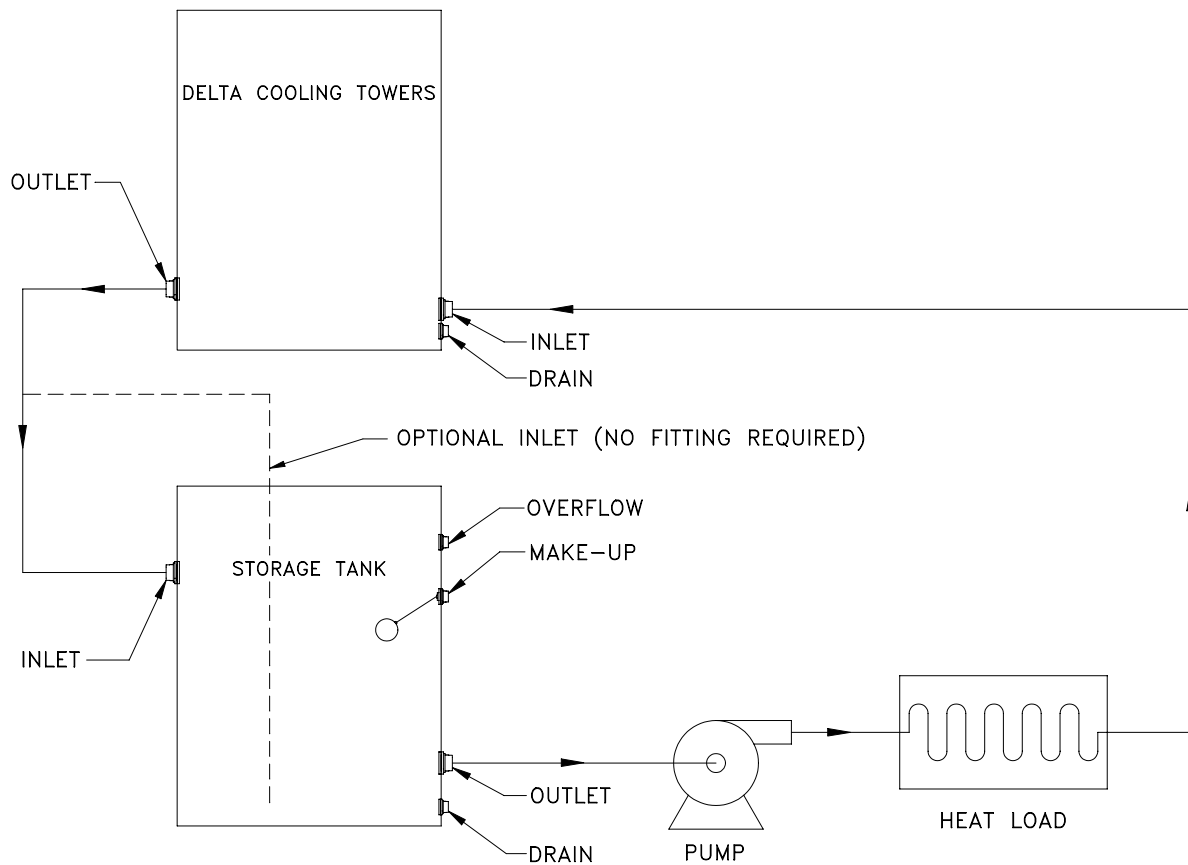 DELTA COOLING TOWERS
OUTLET
INLET
DRAIN
OPTIONAL INLET (NO FITTING REQUIRED)
OVERFLOW
MAKE-UP
STORAGE TANK
INLET
OUTLET
HEAT LOAD
DRAIN
PUMP